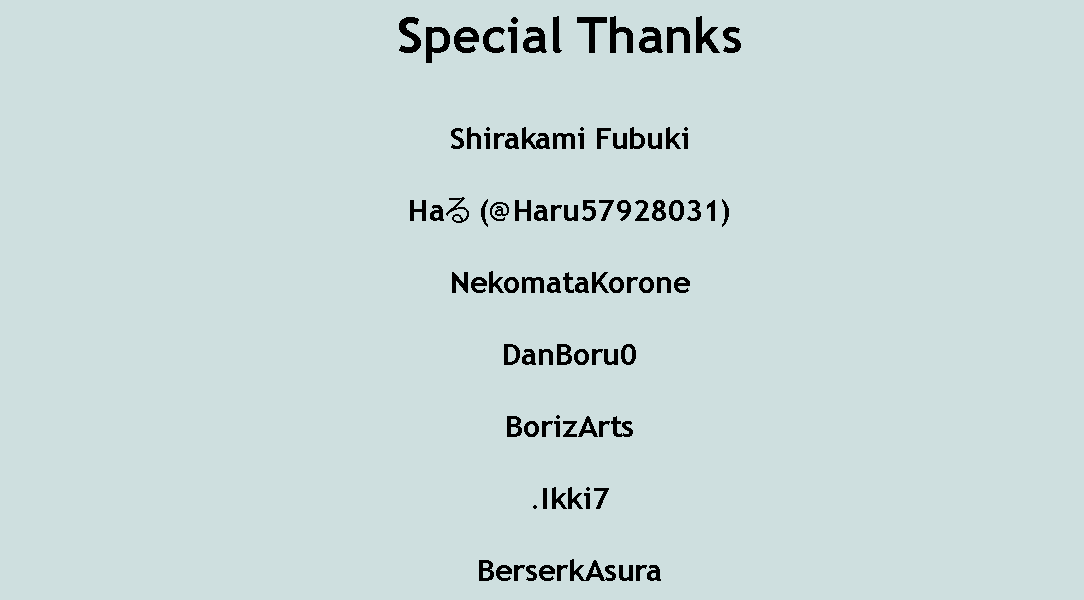 Special Thanks
Shirakami Fubuki
Haる (@Haru57928031)
NekomataKorone
DanBoru0
BorizArts
.Ikki7
BerserkAsura